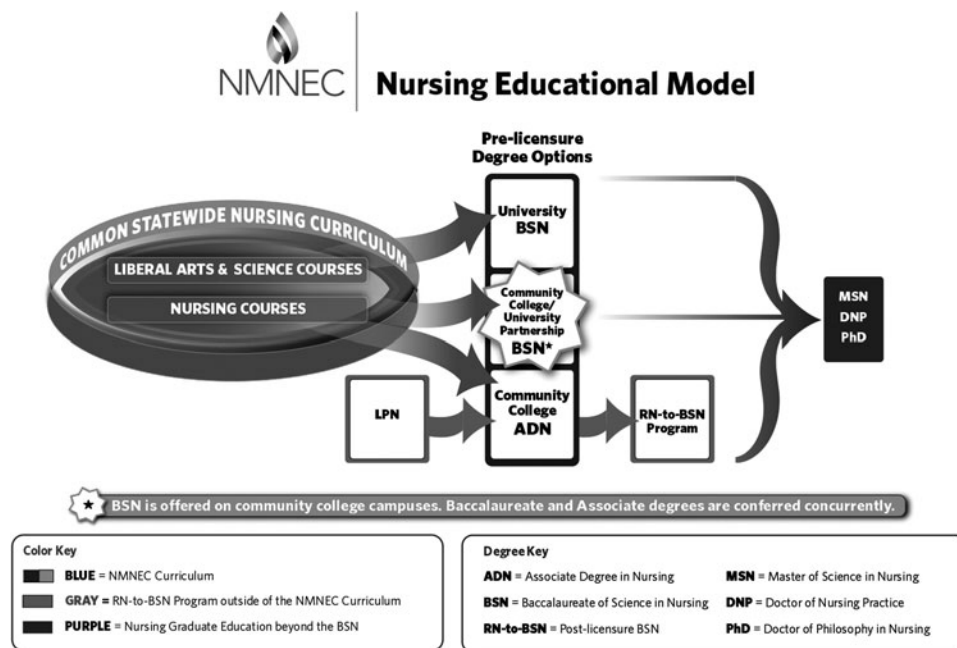 NMNEC
Nursing Educational Model
Pre-licensure
Degree Options
COMMON STATEWIDE NURSING CURRICULUM
LIBERAL ARTS & SCIENCE COURSES
NURSING COURSES
University
BSN
Community
College/
University
Partnership
BSN★
LPN
Community
College
ADN
RN-to-BSN
Program
MSN
DNP
PhD
★ BSN is offered on community college campuses. Baccalaureate and Associate degrees are conferred concurrently.
Color Key
BLUE = NMNEC Curriculum
GRAY = RN-to-BSN Program outside of the NMNEC Curriculum
PURPLE = Nursing Graduate Education beyond the BSN
Degree Key
ADN = Associate Degree in Nursing
BSN = Baccalaureate of Science in Nursing
RN-to-BSN = Post-licensure BSN
MSN = Master of Science in Nursing
DNP = Doctor of Nursing Practice
PhD = Doctor of Philosophy in Nursing